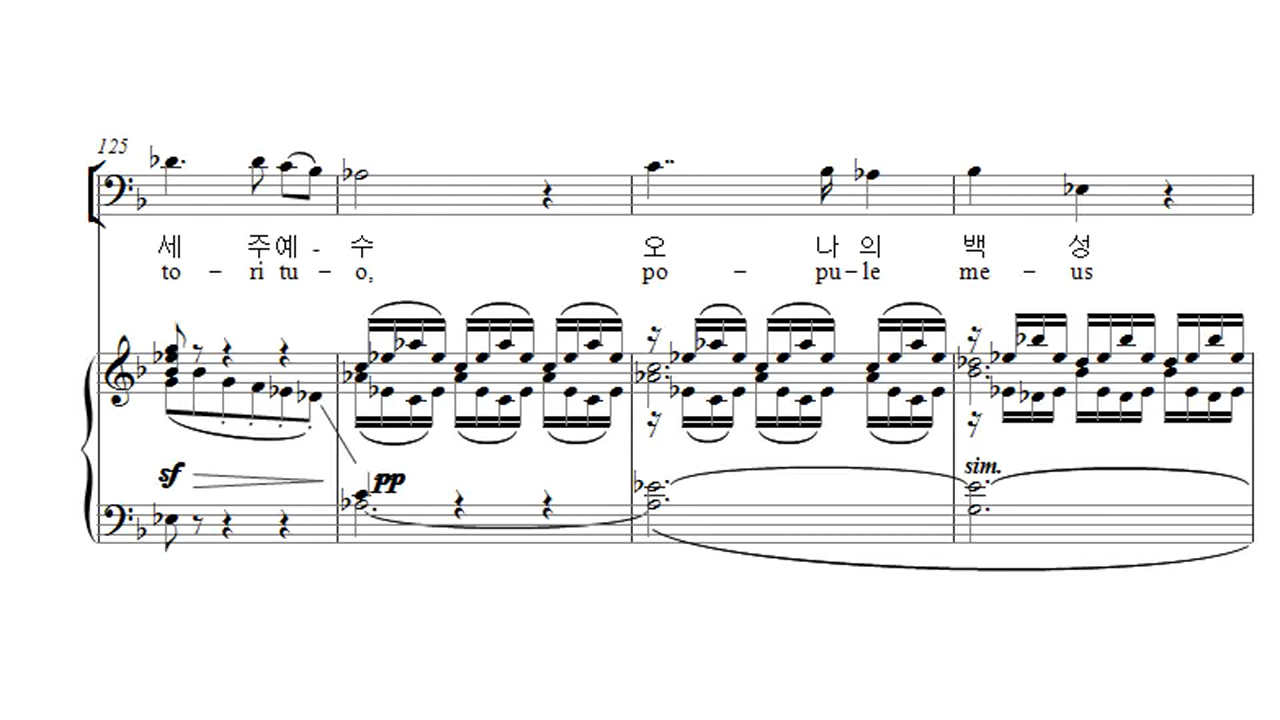 125
세 주예 - 수 오 나의 백 성
to – ri tu – o, po – pu – le me – us
sf pp sim.